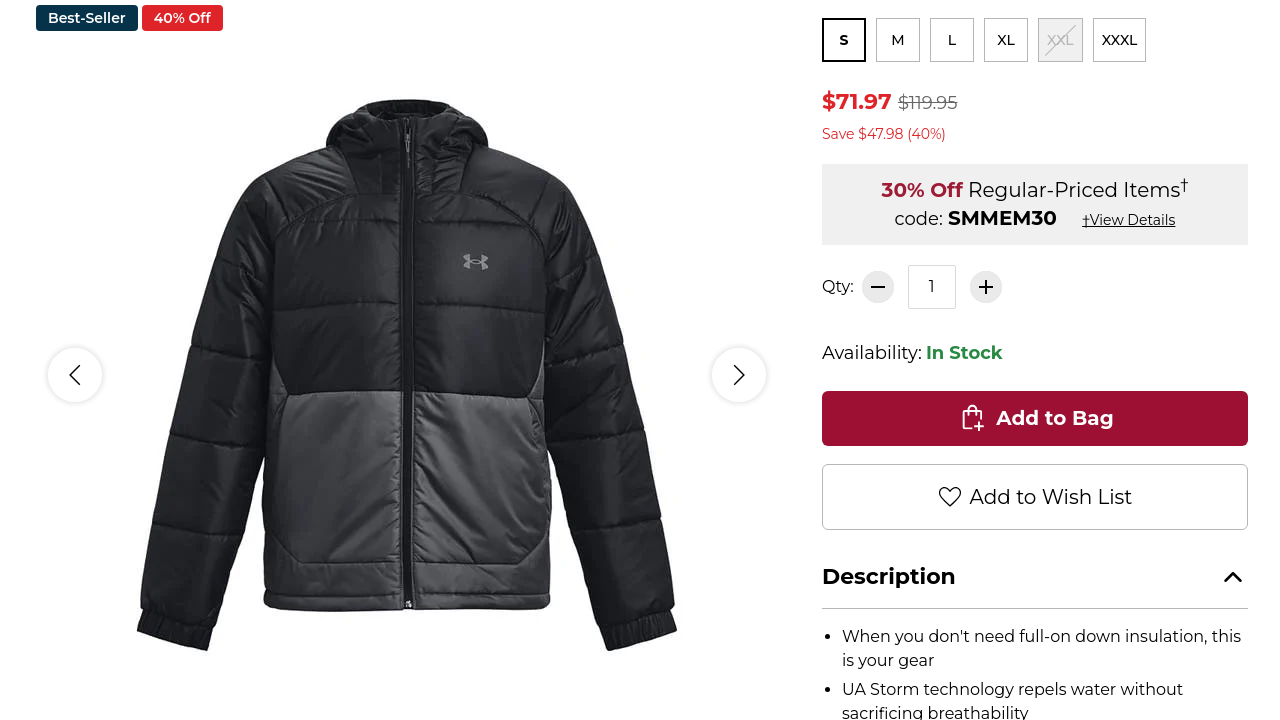 Best-Seller
40% Off
S
M
L
XL
XXL
XXXL
$71.97 $119.95
Save $47.98 (40%)
30% Off Regular-Priced Items†
code: SMMEM30 †View Details
Qty: 1
Availability: In Stock
Add to Bag
Add to Wish List
Description
• When you don't need full-on down insulation, this
is your gear
• UA Storm technology repels water without
sacrificing breathability